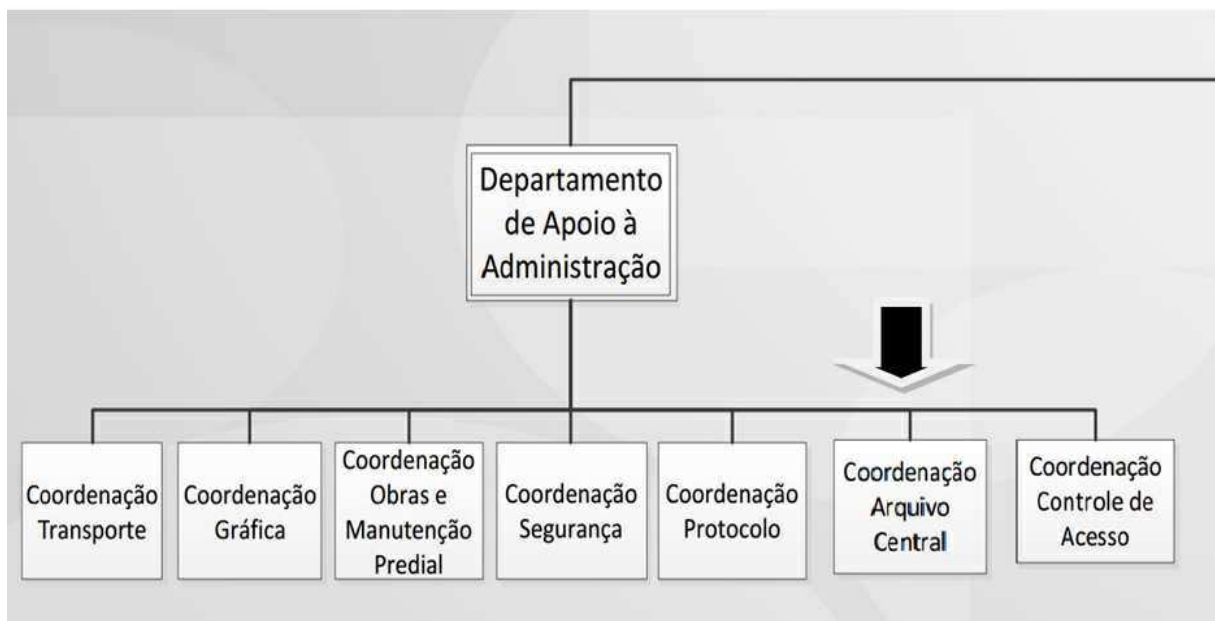 Departamento
de Apoio à
Administração
Coordenação
Transporte
Coordenação
Gráfica
Coordenação
Obras e
Manutenção
Predial
Coordenação
Segurança
Coordenação
Protocolo
Coordenação
Arquivo
Central
Coordenação
Controle de
Acesso